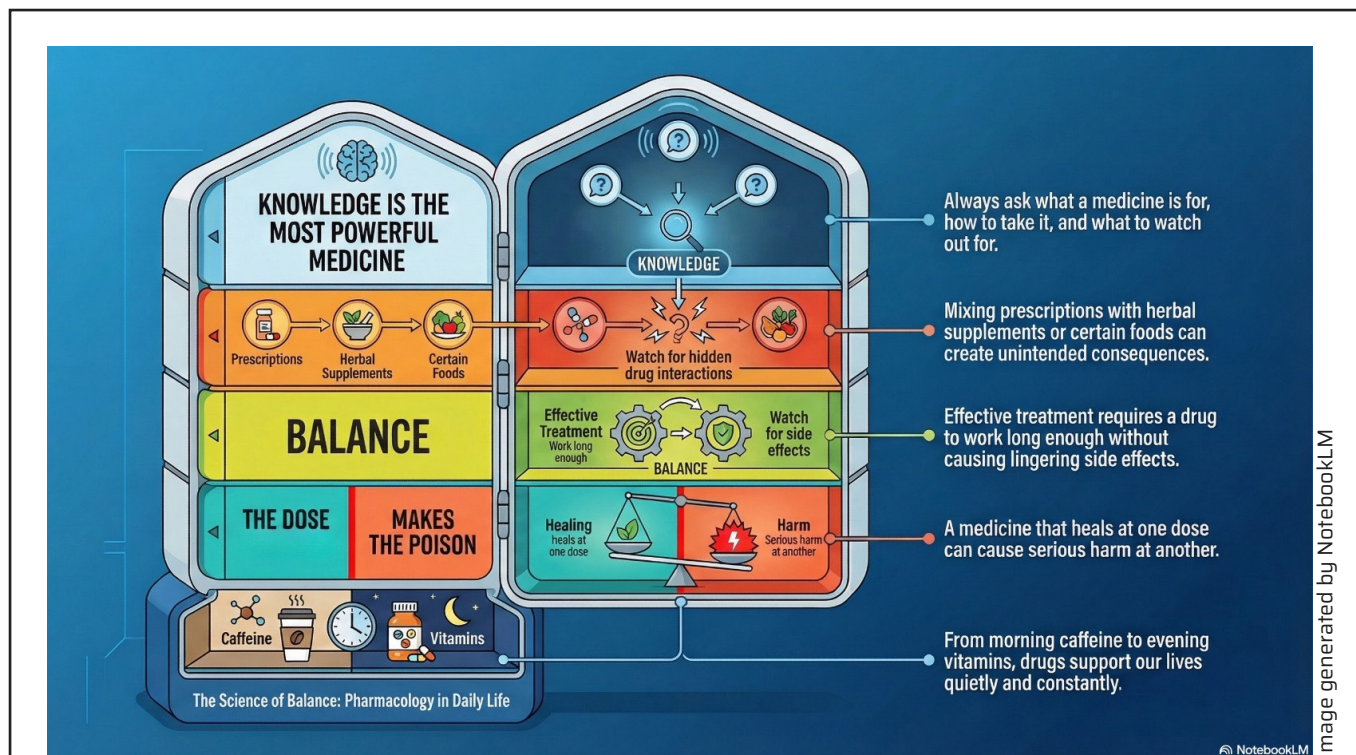 KNOWLEDGE IS THE
MOST POWERFUL
MEDICINE
?
?
?
KNOWLEDGE
Always ask what a medicine is for,
how to take it, and what to watch
out for.
Prescriptions
Herbal
Supplements
Certain
Foods
?
Watch for hidden
drug interactions
Mixing prescriptions with herbal
supplements or certain foods can
create unintended consequences.
BALANCE
Effective
Treatment
Work long
enough
Watch
for side
effects
BALANCE
Effective treatment requires a drug
to work long enough without
causing lingering side effects.
THE DOSE
MAKES
THE POISON
Healing
heals at
one dose
Harm
Serious harm
at another
A medicine that heals at one dose
can cause serious harm at another.
Caffeine
Vitamins
The Science of Balance: Pharmacology in Daily Life
From morning caffeine to evening
vitamins, drugs support our lives
quietly and constantly.
NotebookLM
mage generated by NotebookLM